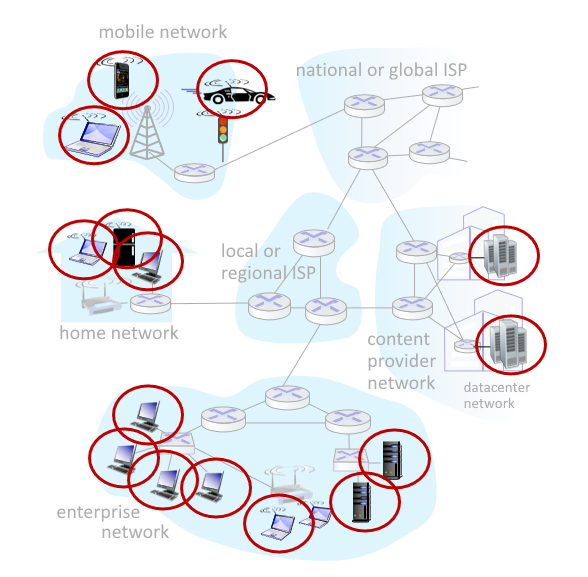 mobile network
national or global ISP
local or
regional ISP
home network
content
provider
network
datacenter
network
enterprise
network